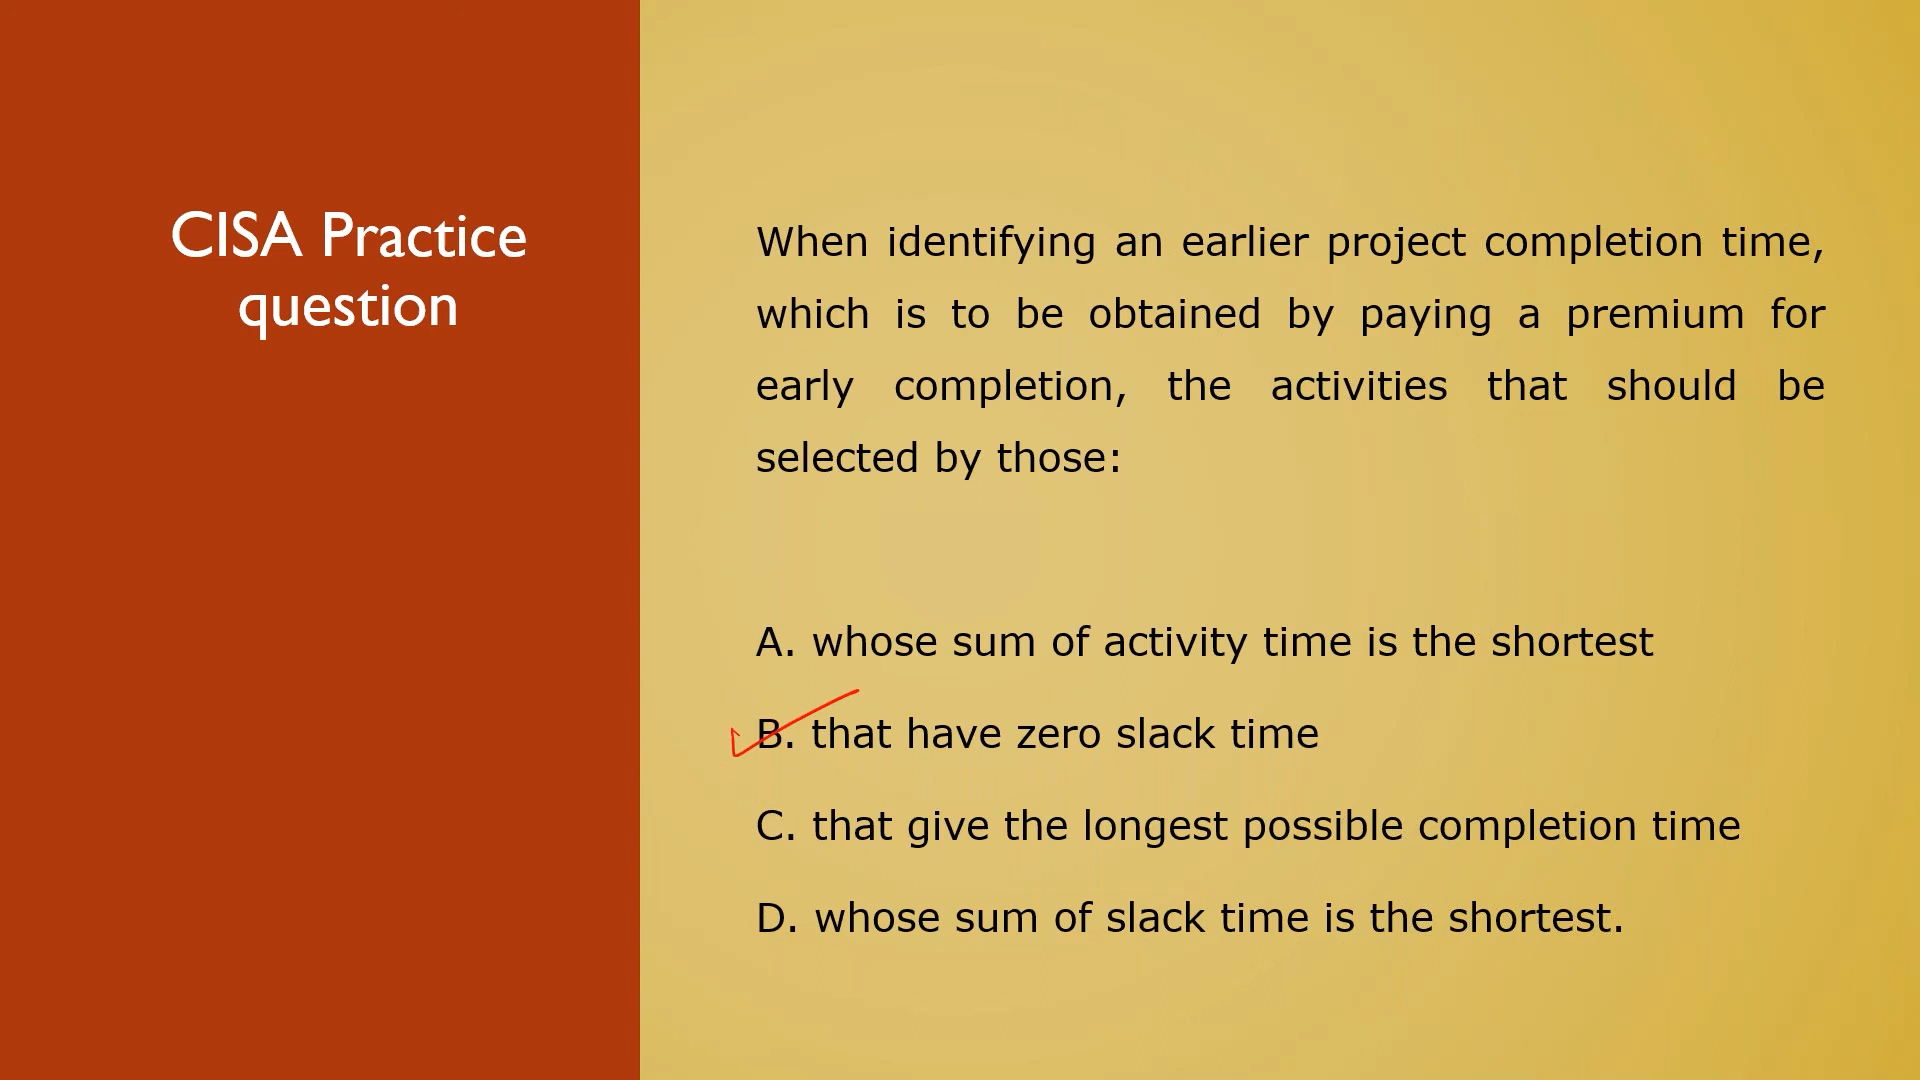 CISA Practice
question
When identifying an earlier project completion time,
which is to be obtained by paying a premium for
early completion, the activities that should be
selected by those:
A. whose sum of activity time is the shortest
B. that have zero slack time
C. that give the longest possible completion time
D. whose sum of slack time is the shortest.